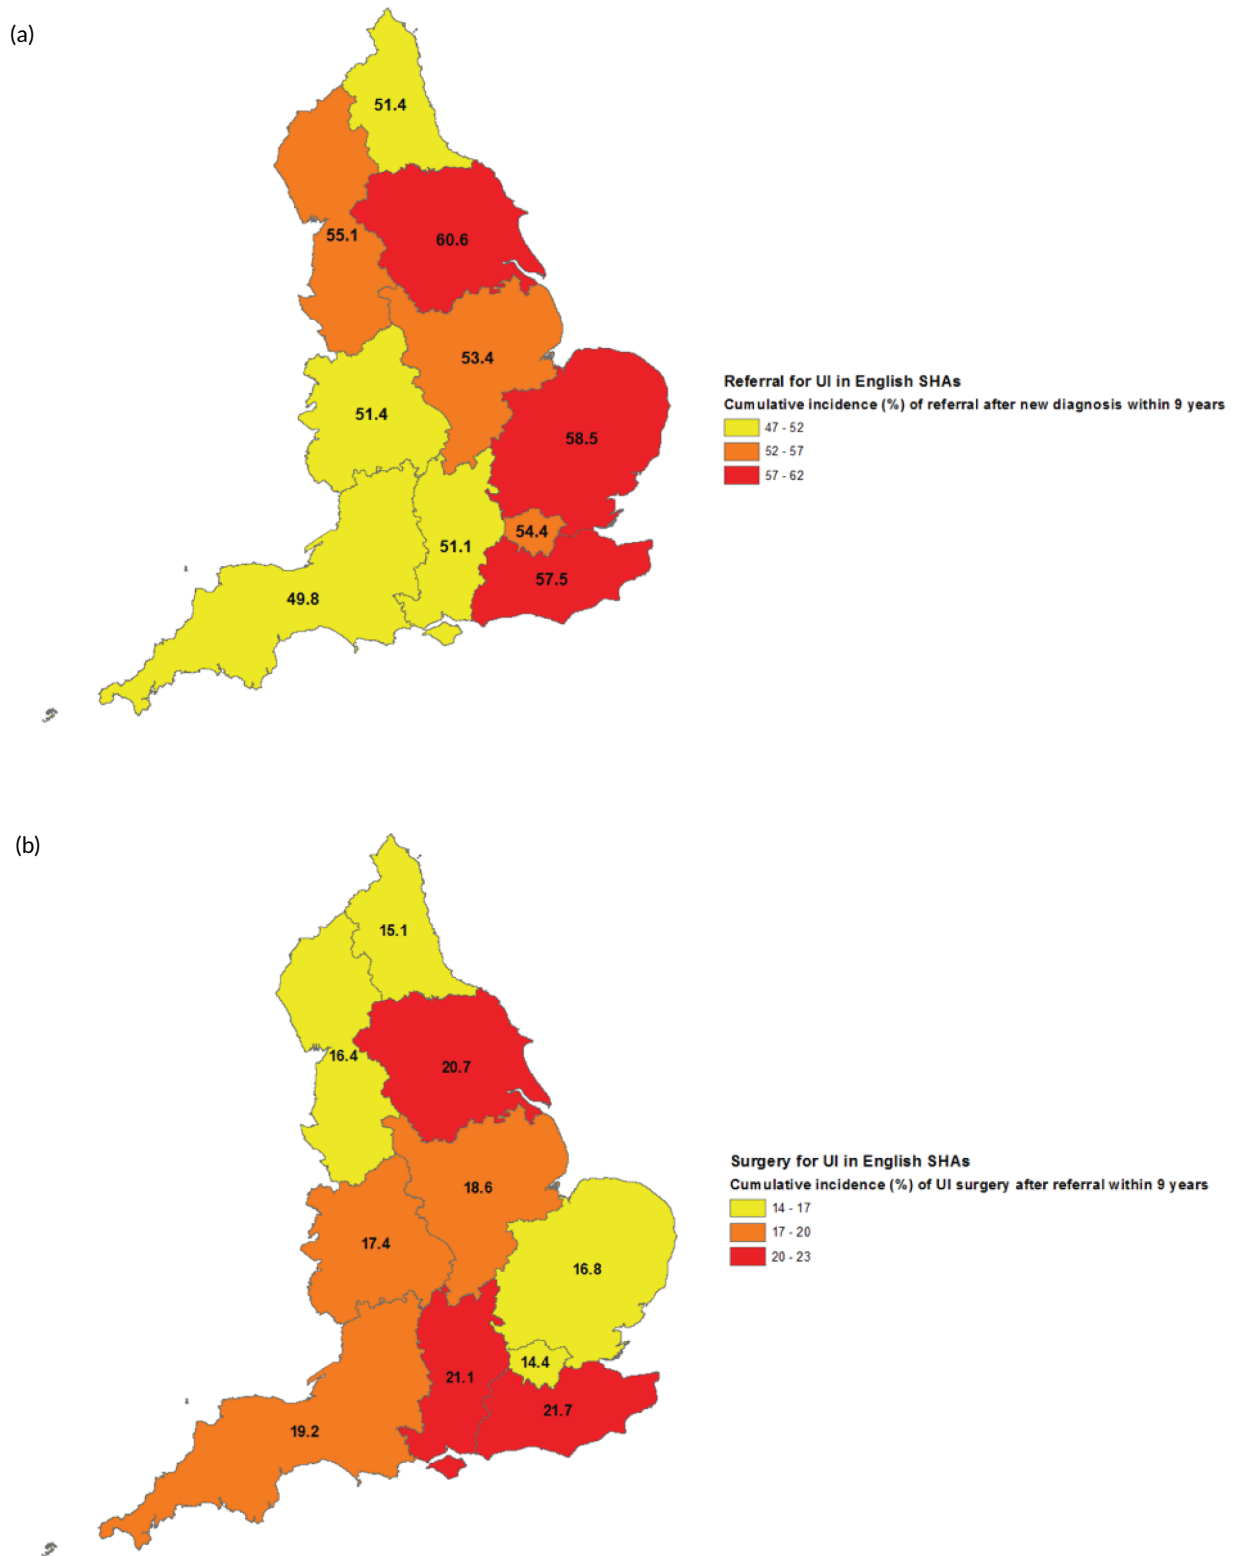 (a)
51.4
55.1
60.6
53.4
51.4
58.5
54.4
51.1
57.5
49.8
Referral for UI in English SHAs
Cumulative incidence (%) of referral after new diagnosis within 9 years
47 - 52
52 - 57
57 - 62
(b)
15.1
16.4
20.7
18.6
17.4
16.8
14.4
21.1
21.7
19.2
Surgery for UI in English SHAs
Cumulative incidence (%) of UI surgery after referral within 9 years
14 - 17
17 - 20
20 - 23